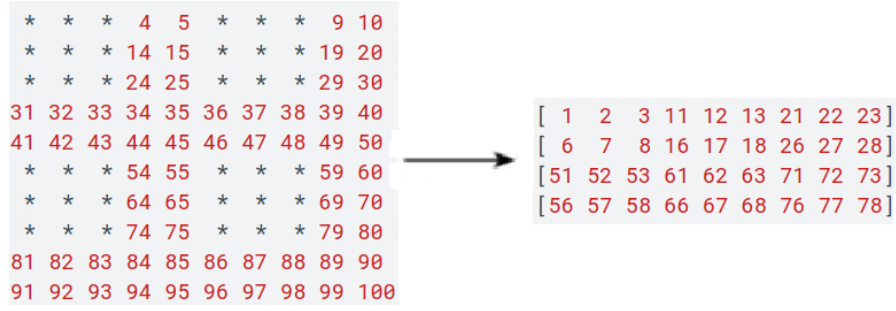 * * * 4 5 * * * 9 10
* * * 14 15 * * * 19 20
* * * 24 25 * * * 29 30
31 32 33 34 35 36 37 38 39 40
41 42 43 44 45 46 47 48 49 50
* * * 54 55 * * * 59 60
* * * 64 65 * * * 69 70
* * * 74 75 * * * 79 80
81 82 83 84 85 86 87 88 89 90
91 92 93 94 95 96 97 98 99 100
[ 1 2 3 11 12 13 21 22 23]
[ 6 7 8 16 17 18 26 27 28]
[51 52 53 61 62 63 71 72 73]
[56 57 58 66 67 68 76 77 78]